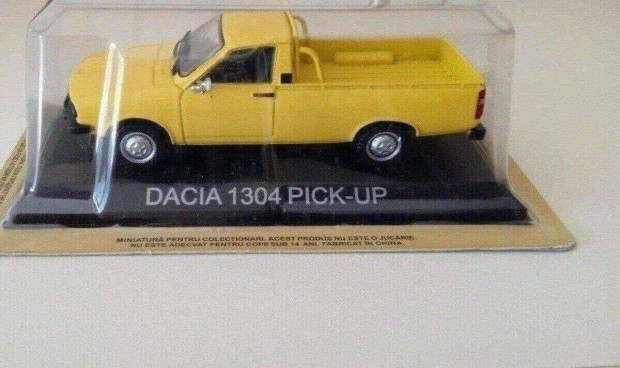 DACIA 1304 PICK-UP
MINIATURĂ PENTRU COLECȚIONARI. ACEST PRODUS NU ESTE O JUCĂRIE.
NU ESTE ADECVAT PENTRU COPII SUB 14 ANI. FABRICAT ÎN CHINA.